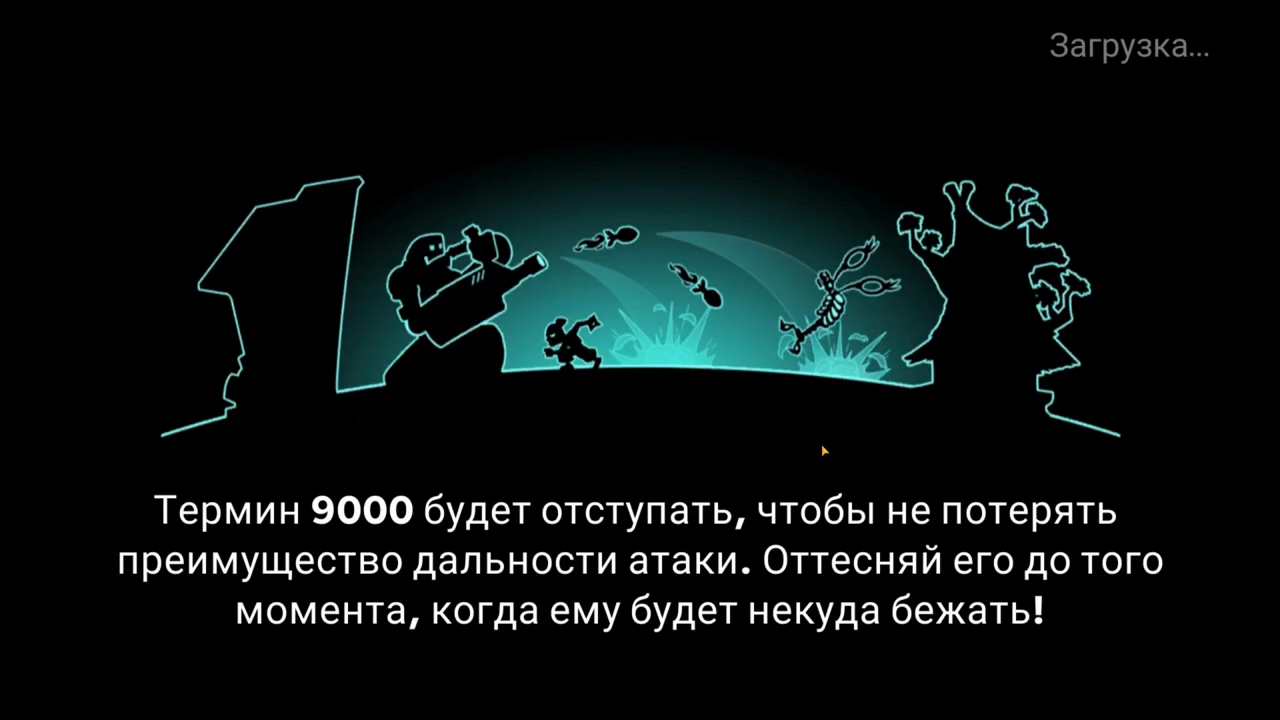 Загрузка...
Термин 9000 будет отступать, чтобы не потерять
преимущество дальности атаки. Оттесняй его до того
момента, когда ему будет некуда бежать!